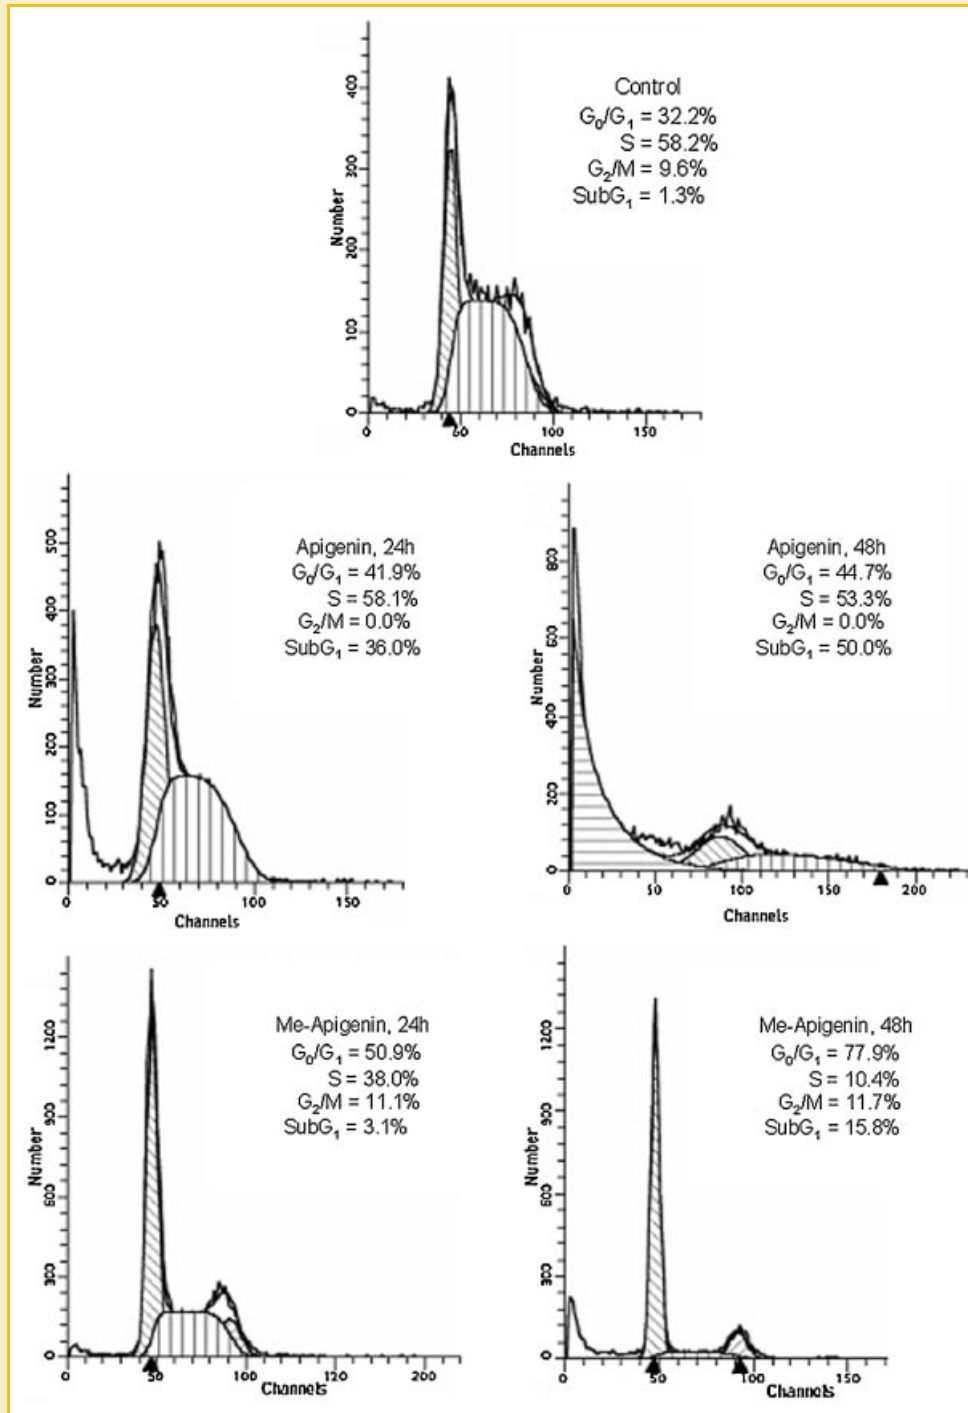 Control
G0/G1 = 32.2%
S = 58.2%
G2/M = 9.6%
SubG1 = 1.3%
Number
400
300
200
100
0
0 50 100 150
Channels
Apigenin, 24h
G0/G1 = 41.9%
S = 58.1%
G2/M = 0.0%
SubG1 = 36.0%
Number
500
400
300
200
100
0
0 50 100 150
Channels
Apigenin, 48h
G0/G1 = 44.7%
S = 53.3%
G2/M = 0.0%
SubG1 = 50.0%
Number
800
600
400
200
0
0 50 100 150 200
Channels
Me-Apigenin, 24h
G0/G1 = 50.9%
S = 38.0%
G2/M = 11.1%
SubG1 = 3.1%
Number
1200
900
600
300
0
0 50 100 120 200
Channels
Me-Apigenin, 48h
G0/G1 = 77.9%
S = 10.4%
G2/M = 11.7%
SubG1 = 15.8%
Number
1200
900
600
300
0
0 50 100 150
Channels